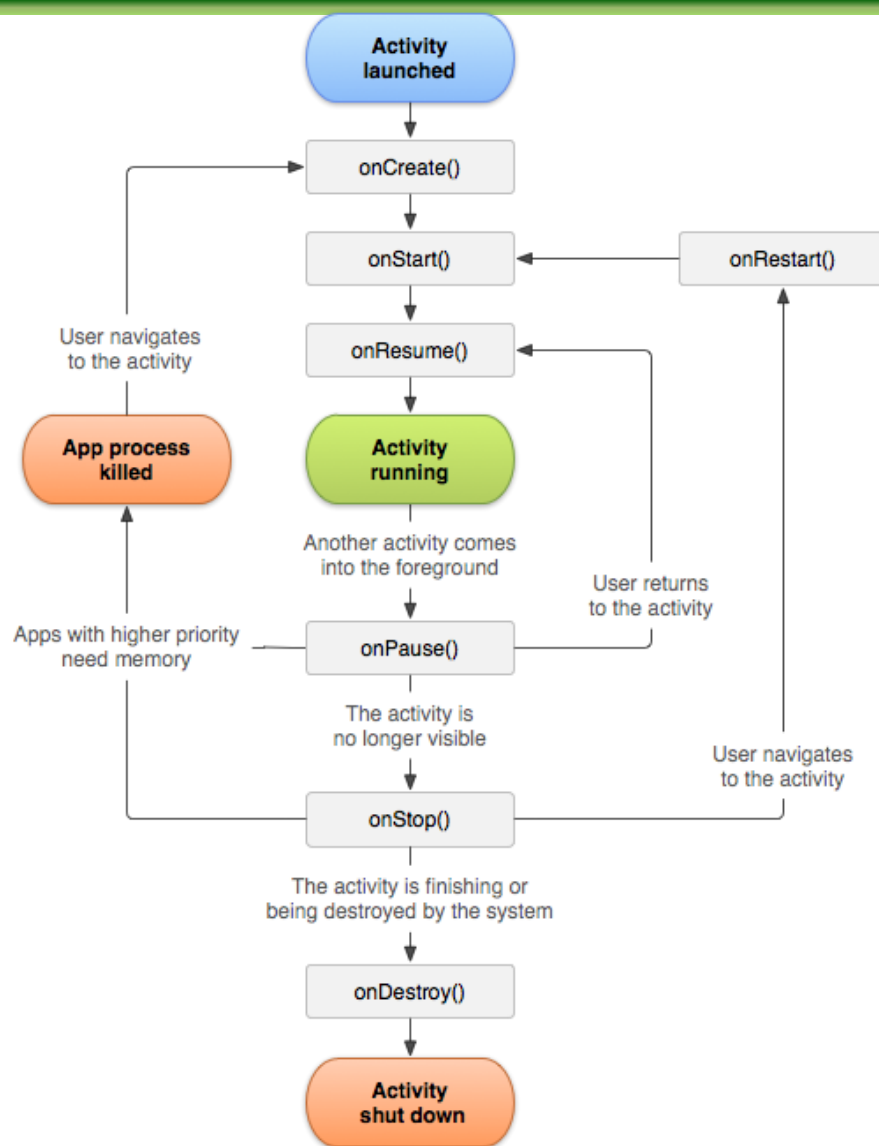 Activity
launched
onCreate()
onStart()
onRestart()
User navigates
to the activity
onResume()
App process
killed
Activity
running
Another activity comes
into the foreground
User returns
to the activity
Apps with higher priority
need memory
onPause()
The activity is
no longer visible
User navigates
to the activity
onStop()
The activity is finishing or
being destroyed by the system
onDestroy()
Activity
shut down